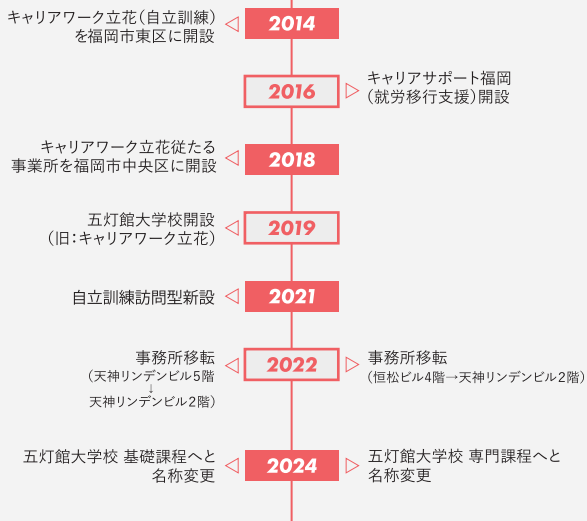 キャリアワーク立花(自立訓練)
を福岡市東区に開設
2014
2016
キャリアサポート福岡
(就労移行支援)開設
キャリアワーク立花従たる
事業所を福岡市中央区に開設
2018
五灯館大学校開設
(旧:キャリアワーク立花)
2019
自立訓練訪問型新設
2021
事務所移転
(天神リンデンビル5階
↓
天神リンデンビル2階)
2022
事務所移転
(恒松ビル4階→天神リンデンビル2階)
五灯館大学校 基礎課程へと
名称変更
2024
五灯館大学校 専門課程へと
名称変更